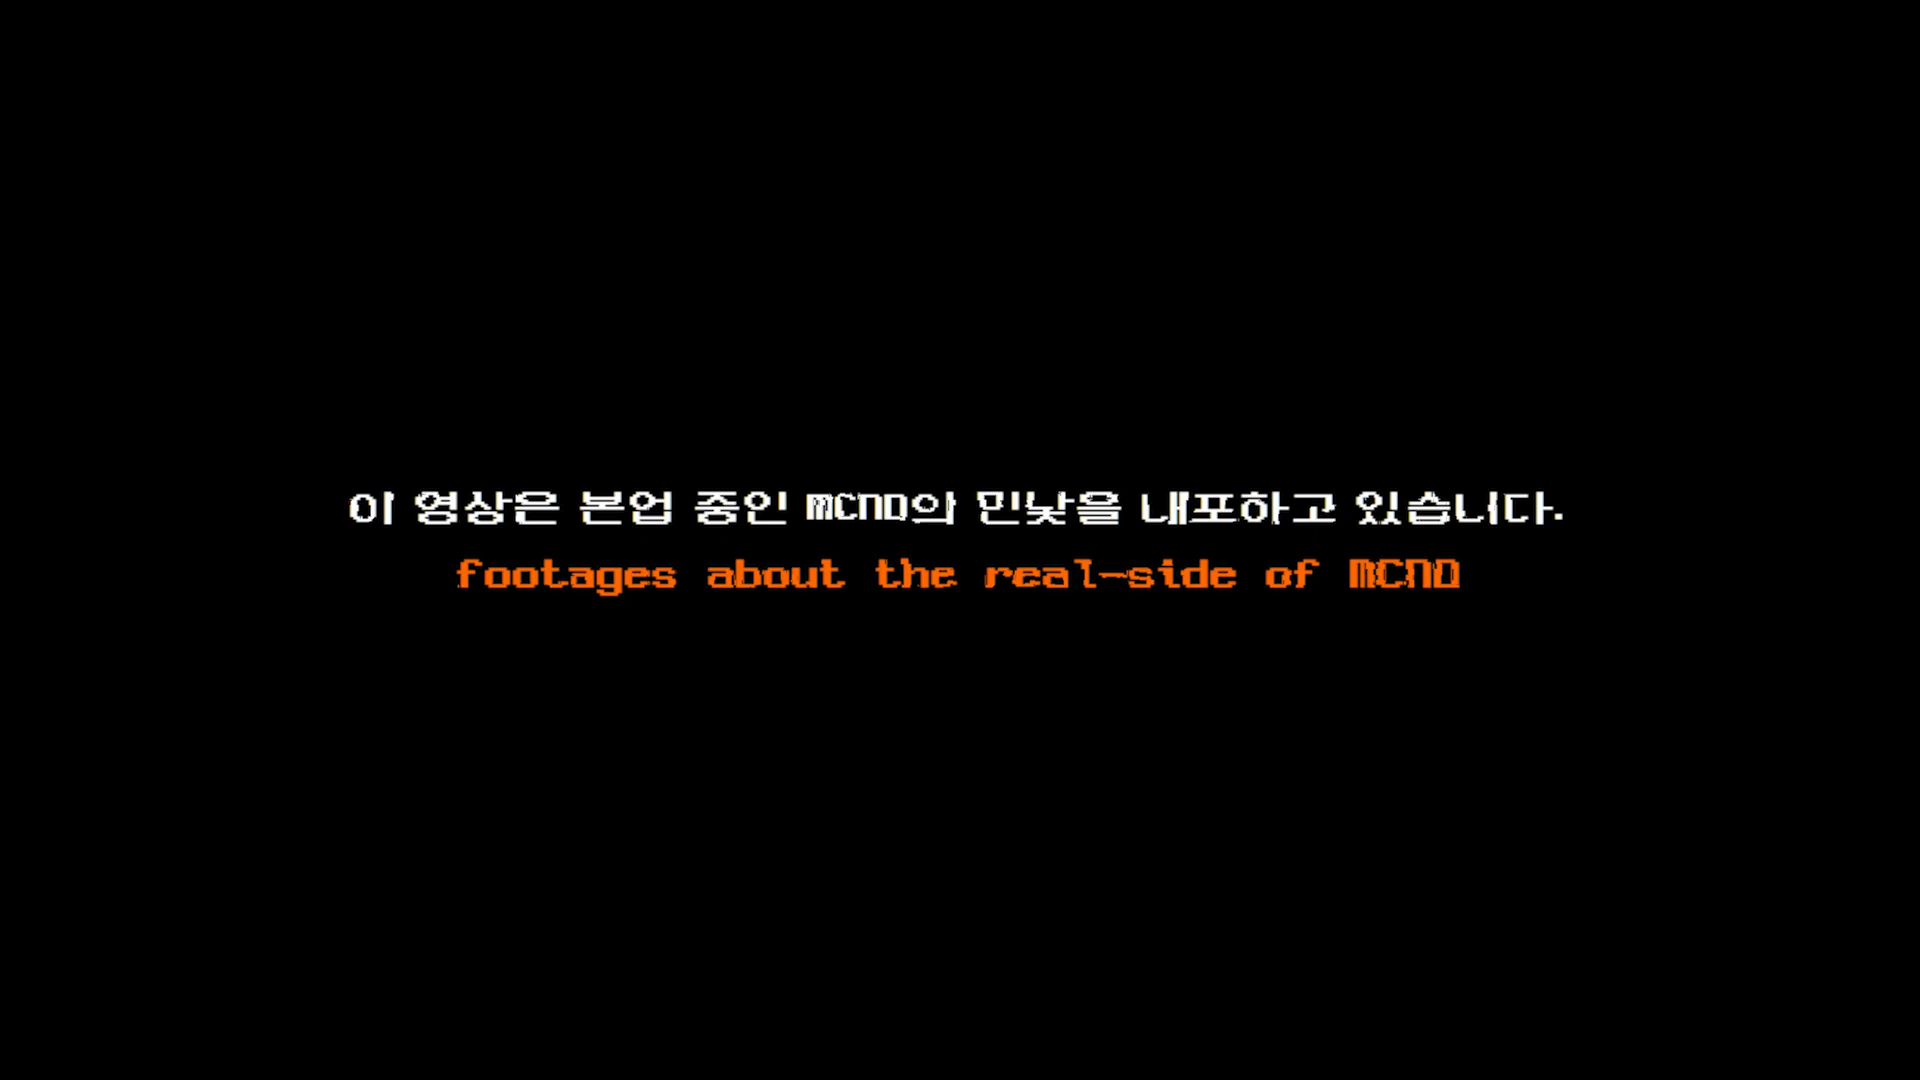 이 영상은 본업 중인 MCND의 민낯을 내포하고 있습니다.
footages about the real-side of MCND